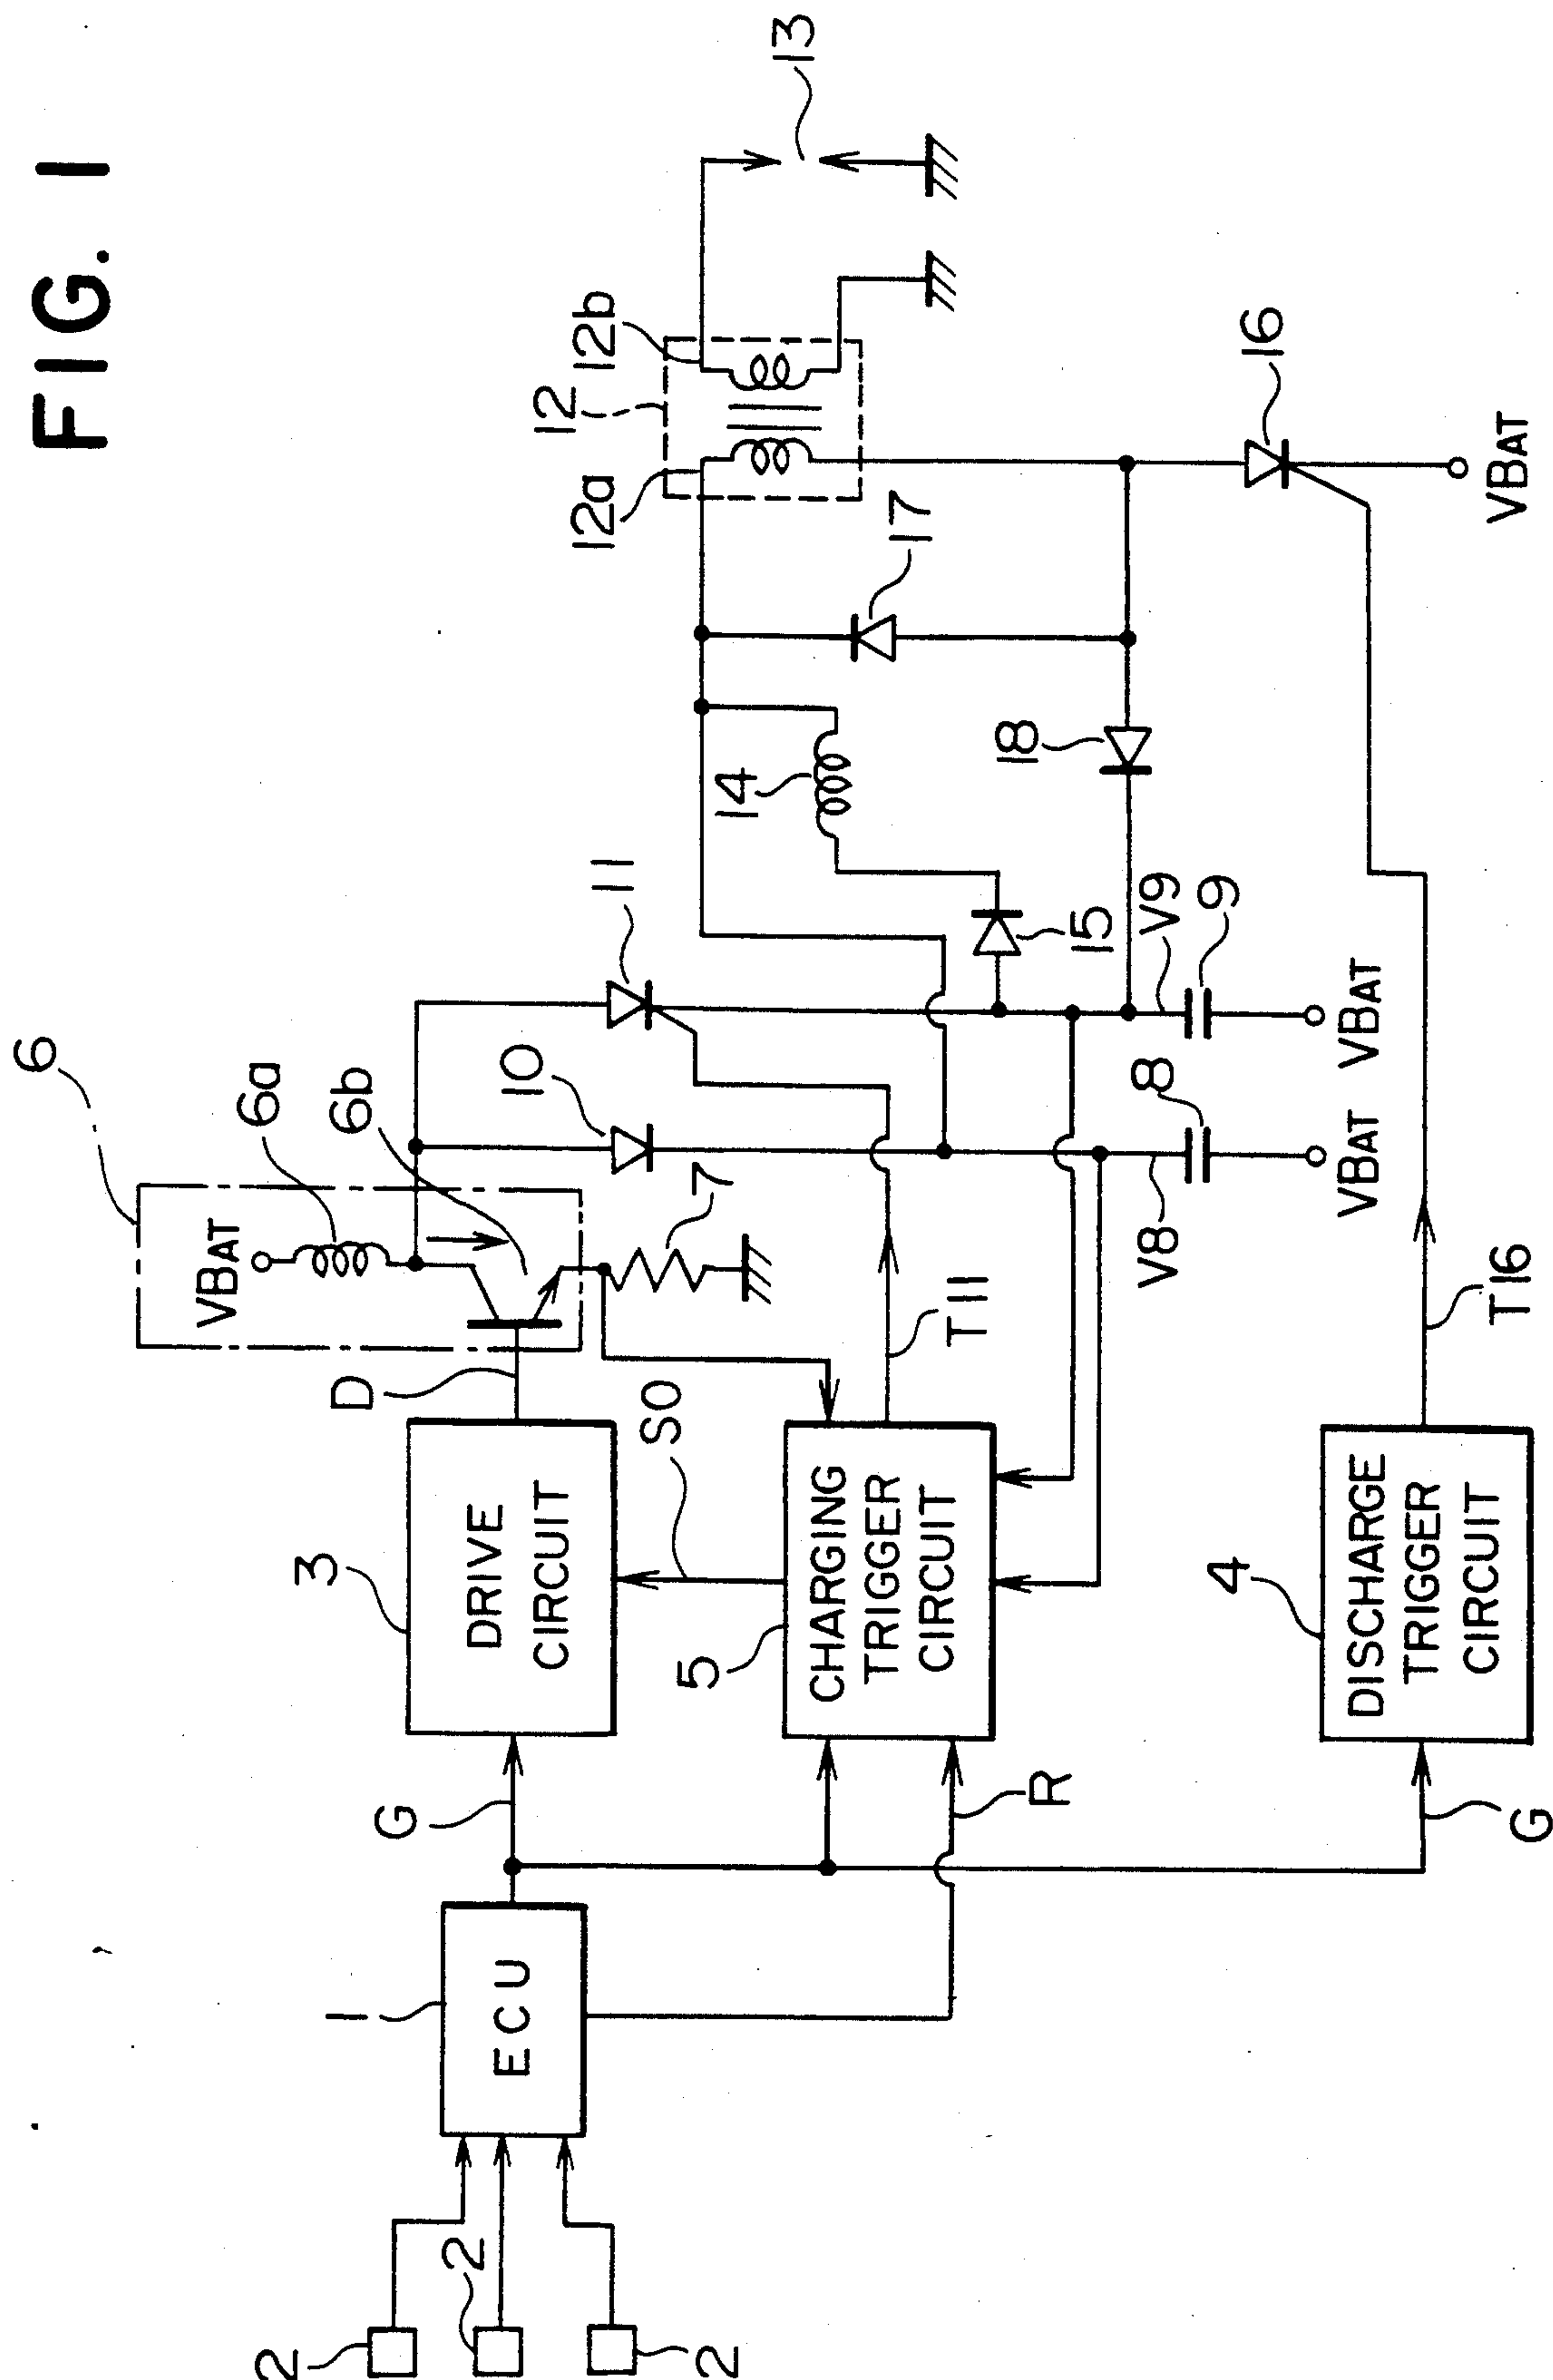 FIG. 1
6
VBAT
6a
6b
10
11
12
12a
12b
13
3
DRIVE
CIRCUIT
D
7
14
17
G
1
ECU
S0
5
CHARGING
TRIGGER
CIRCUIT
T11
15
18
16
V8
8
V9
9
R
VBAT
VBAT
VBAT
2
2
2
4
DISCHARGE
TRIGGER
CIRCUIT
T16
G